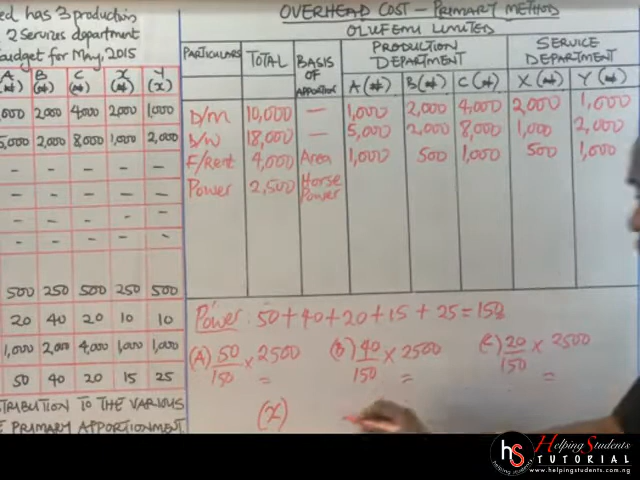 ed has 3 production
2 Services department
budget for May, 2015
A B C X Y
(₦) (₦) (₦) (₦) (x)
,000 2,000 4,000 2,000 1,000
5,000 2,000 8,000 1,000 2,000
- - - - -
- - - - -
- - - - -
- - - - -
500 250 500 250 500
20 40 20 10 10
1,000 2,000 4,000 1,000 1,000
50 40 20 15 25
TRIBUTION TO THE VARIOUS
E PRIMARY APPORTIONMENT
OVERHEAD COST - PRIMARY METHOD
OLUFEMI LIMITED
PARTICULARS TOTAL BASIS OF APPORTION PRODUCTION DEPARTMENT SERVICE DEPARTMENT
A (₦) B (₦) C (₦) X (₦) Y (₦)
D/M 10,000 — 1,000 2,000 4,000 2,000 1,000
D/W 18,000 — 5,000 2,000 8,000 1,000 2,000
F/Rent 4,000 Area 1,000 500 1,000 500 1,000
Power 2,500 Horse Power
Power: 50 + 40 + 20 + 15 + 25 = 150
(A) 50/150 x 2500 (B) 40/150 x 2500 (C) 20/150 x 2500
= = =
(X)
hs Helping Students
TUTORIAL
www.helpingstudents.com.ng